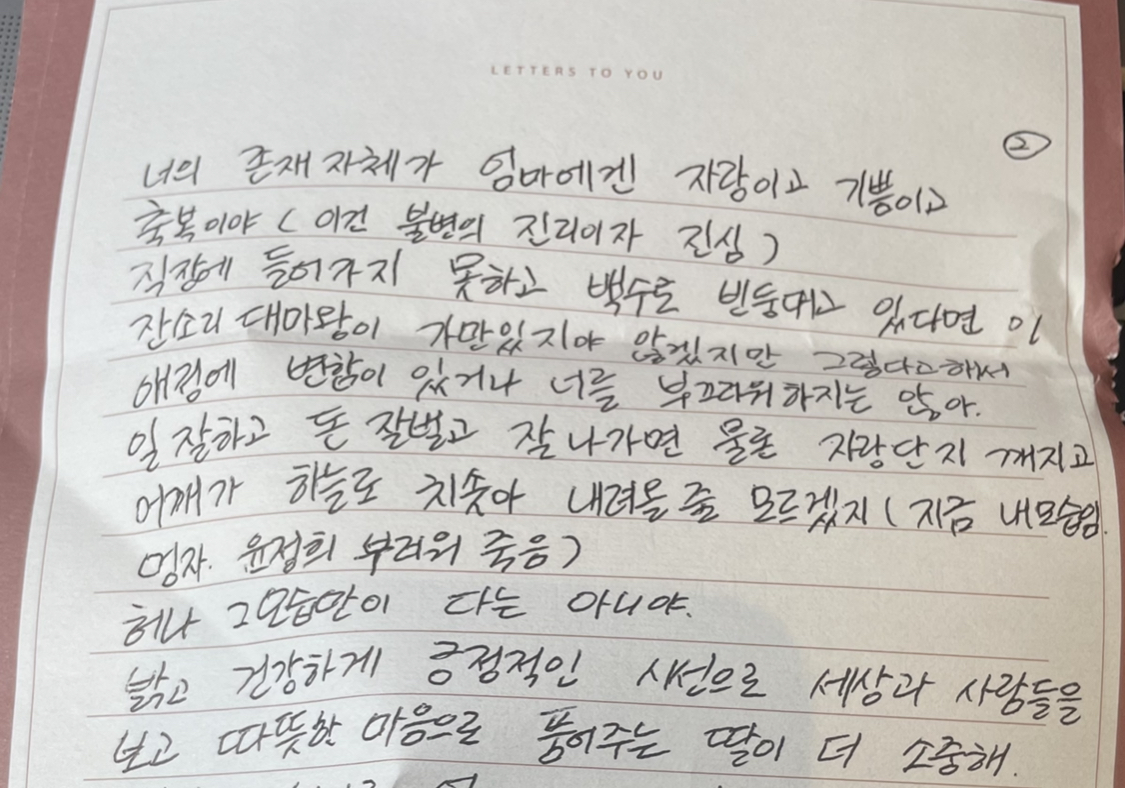 LETTERS TO YOU
②
너의 존재 자체가 엄마에겐 자랑이고 기쁨이고
축복이야 ( 이건 불변의 진리이자 진심 )
직장에 들어가지 못하고 백수로 빈둥대고 있다면 이
잔소리 대마왕이 가만있지야 않겠지만 그렇다고해서
애정에 변함이 있거나 너를 부끄라워하지는 않아.
일 잘하고 돈 잘벌고 잘 나가면 물론 자랑단지 깨지고
어깨가 하늘로 치솟아 내려올 줄 모르겠지 ( 지금 내모습임.
명자. 윤정희 부러워 죽음 )
허나 그모습만이 다는 아니야.
밝고 건강하게 긍정적인 시선으로 세상과 사람들을
보고 따뜻한 마음으로 품어주는 딸이 더 소중해.